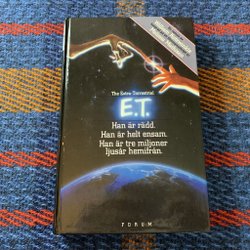 The Extra-Terrestrial
E.T.
Han är rädd.
Han är helt ensam.
Han är tre miljoner
ljusår hemifrån.
FORUM